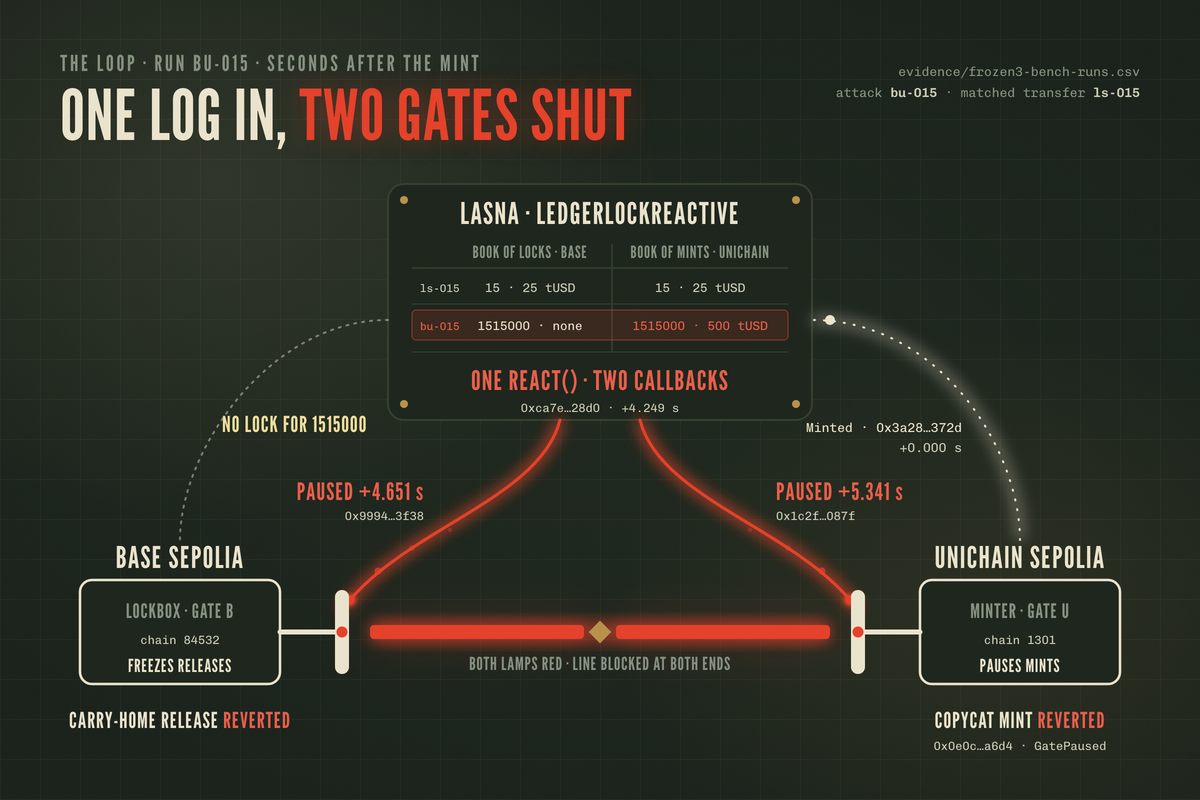 THE LOOP · RUN BU-015 · SECONDS AFTER THE MINT
ONE LOG IN, TWO GATES SHUT
evidence/frozen3-bench-runs.csv
attack bu-015 · matched transfer ls-015
LASNA · LEDGERLOCKREACTIVE
BOOK OF LOCKS · BASE
BOOK OF MINTS · UNICHAIN
ls-015 15 · 25 tUSD 15 · 25 tUSD
bu-015 1515000 · none 1515000 · 500 tUSD
ONE REACT() · TWO CALLBACKS
0xca7e…28d0 · +4.249 s
NO LOCK FOR 1515000
Minted · 0x3a28…372d
+0.000 s
PAUSED +4.651 s
0x9994…3f38
PAUSED +5.341 s
0x1c2f…087f
BASE SEPOLIA
LOCKBOX · GATE B
chain 84532
FREEZES RELEASES
UNICHAIN SEPOLIA
MINTER · GATE U
chain 1301
PAUSES MINTS
BOTH LAMPS RED · LINE BLOCKED AT BOTH ENDS
CARRY-HOME RELEASE REVERTED
COPYCAT MINT REVERTED
0x0e0c…a6d4 · GatePaused